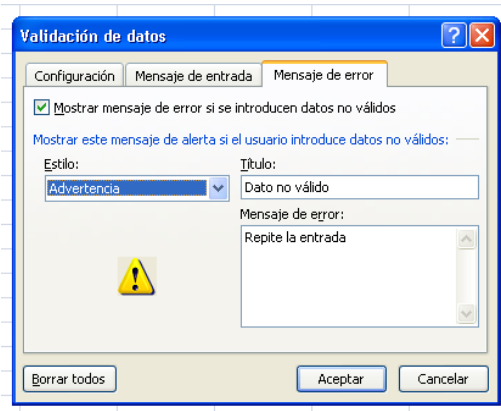 Validación de datos
Configuración Mensaje de entrada Mensaje de error
Mostrar mensaje de error si se introducen datos no válidos
Mostrar este mensaje de alerta si el usuario introduce datos no válidos:
Estilo: Título:
Advertencia Dato no válido
Mensaje de error:
Repite la entrada
Borrar todos Aceptar Cancelar